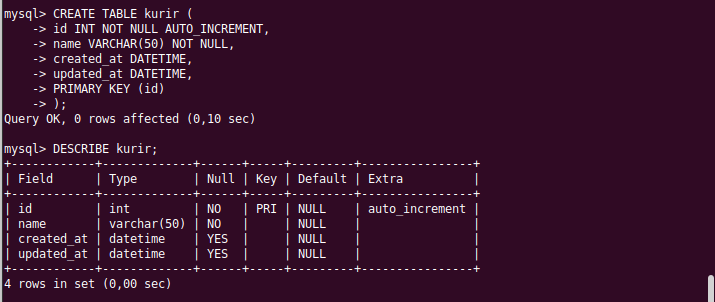 mysql> CREATE TABLE kurir (
    -> id INT NOT NULL AUTO_INCREMENT,
    -> name VARCHAR(50) NOT NULL,
    -> created_at DATETIME,
    -> updated_at DATETIME,
    -> PRIMARY KEY (id)
    -> );
Query OK, 0 rows affected (0,10 sec)

mysql> DESCRIBE kurir;
+------------+-------------+------+-----+---------+----------------+
| Field      | Type        | Null | Key | Default | Extra          |
+------------+-------------+------+-----+---------+----------------+
| id         | int         | NO   | PRI | NULL    | auto_increment |
| name       | varchar(50) | NO   |     | NULL    |                |
| created_at | datetime    | YES  |     | NULL    |                |
| updated_at | datetime    | YES  |     | NULL    |                |
+------------+-------------+------+-----+---------+----------------+
4 rows in set (0,00 sec)